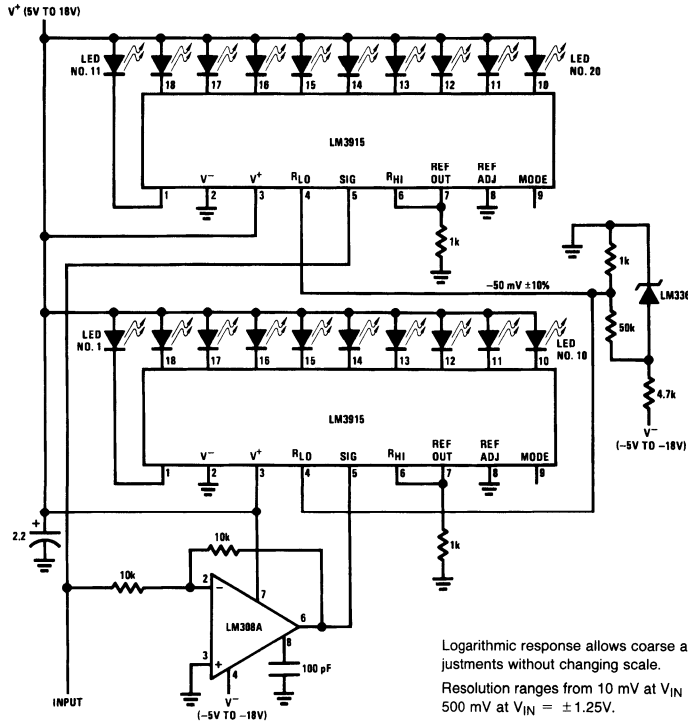 V+ (5V TO 18V)
LED
NO. 11
LED
NO. 20
18
17
16
15
14
13
12
11
10
LM3915
V−
V+
RLO
SIG
RHI
REF
OUT
REF
ADJ
MODE
1
2
3
4
5
6
7
8
9
1k
−50 mV ±10%
1k
LM336
50k
4.7k
V−
(−5V TO −18V)
LED
NO. 1
LED
NO. 10
18
17
16
15
14
13
12
11
10
LM3915
V−
V+
RLO
SIG
RHI
REF
OUT
REF
ADJ
MODE
1
2
3
4
5
6
7
8
9
1k
+
2.2
10k
10k
2
−
7
LM308A
6
3
+
4
8
100 pF
V−
(−5V TO −18V)
INPUT
Logarithmic response allows coarse a
justments without changing scale.
Resolution ranges from 10 mV at VIN
500 mV at VIN = ±1.25V.